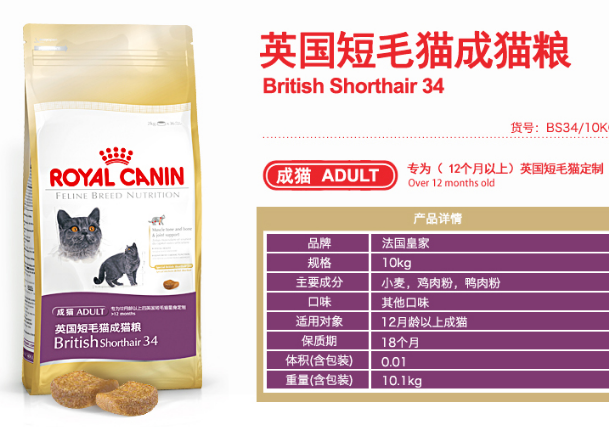 ROYAL CANIN
FELINE BREED NUTRITION
成猫 ADULT
>12 months
英国短毛猫成猫粮
British Shorthair 34
英国短毛猫成猫粮
British Shorthair 34
货号：BS34/10K
成猫 ADULT
专为（ 12个月以上）英国短毛猫定制
Over 12 months old
产品详情
品牌 法国皇家
规格 10kg
主要成分 小麦，鸡肉粉，鸭肉粉
口味 其他口味
适用对象 12月龄以上成猫
保质期 18个月
体积(含包装) 0.01
重量(含包装) 10.1kg